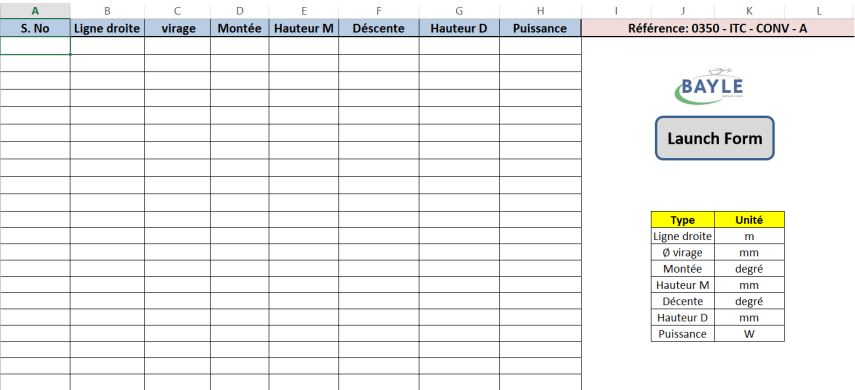 A B C D E F G H I J K L
S. No Ligne droite virage Montée Hauteur M Déscente Hauteur D Puissance Référence: 0350 - ITC - CONV - A
BAYLE
Launch Form
Type Unité
Ligne droite m
Ø virage mm
Montée degré
Hauteur M mm
Décente degré
Hauteur D mm
Puissance W